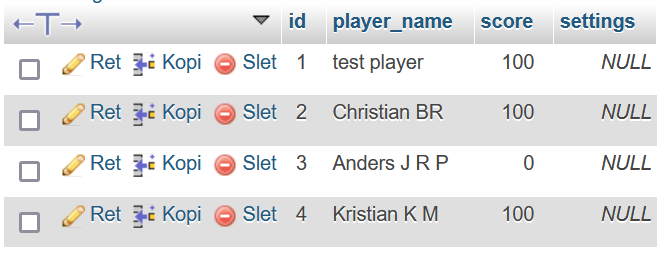 id player_name score settings
Ret Kopi Slet 1 test player 100 NULL
Ret Kopi Slet 2 Christian BR 100 NULL
Ret Kopi Slet 3 Anders J R P 0 NULL
Ret Kopi Slet 4 Kristian K M 100 NULL